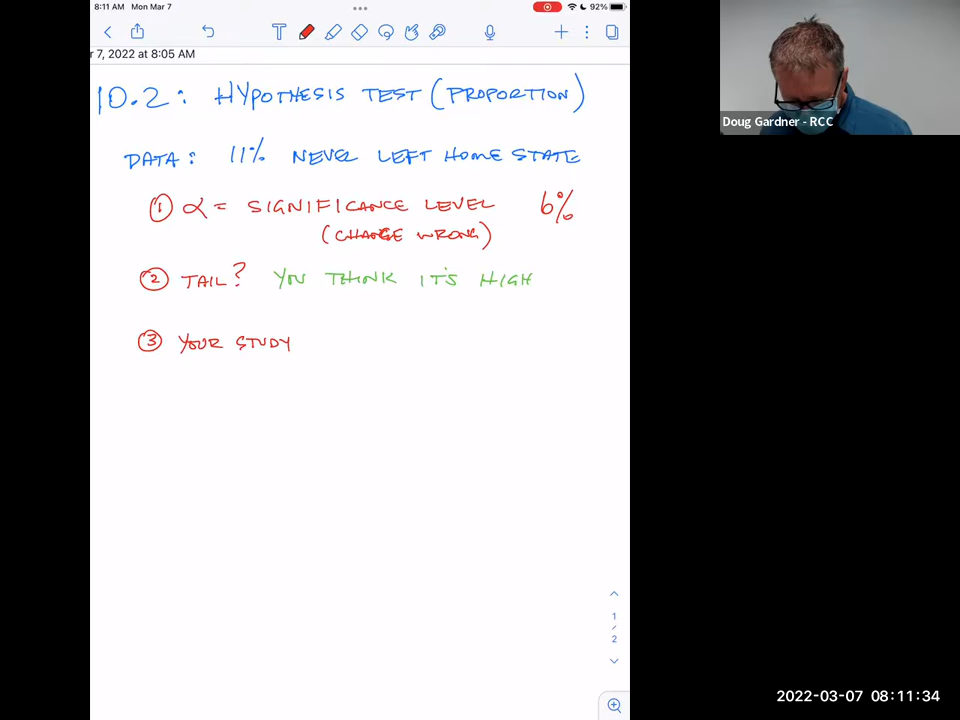 8:11 AM Mon Mar 7
92%
r 7, 2022 at 8:05 AM
10.2: HYPOTHESIS TEST (PROPORTION)
DATA: 11% NEVER LEFT HOME STATE
① α = SIGNIFICANCE LEVEL 6%
(CHANGE WRONG)
② TAIL? YOU THINK IT'S HIGH
③ YOUR STUDY
1
2
Doug Gardner - RCC
2022-03-07 08:11:34